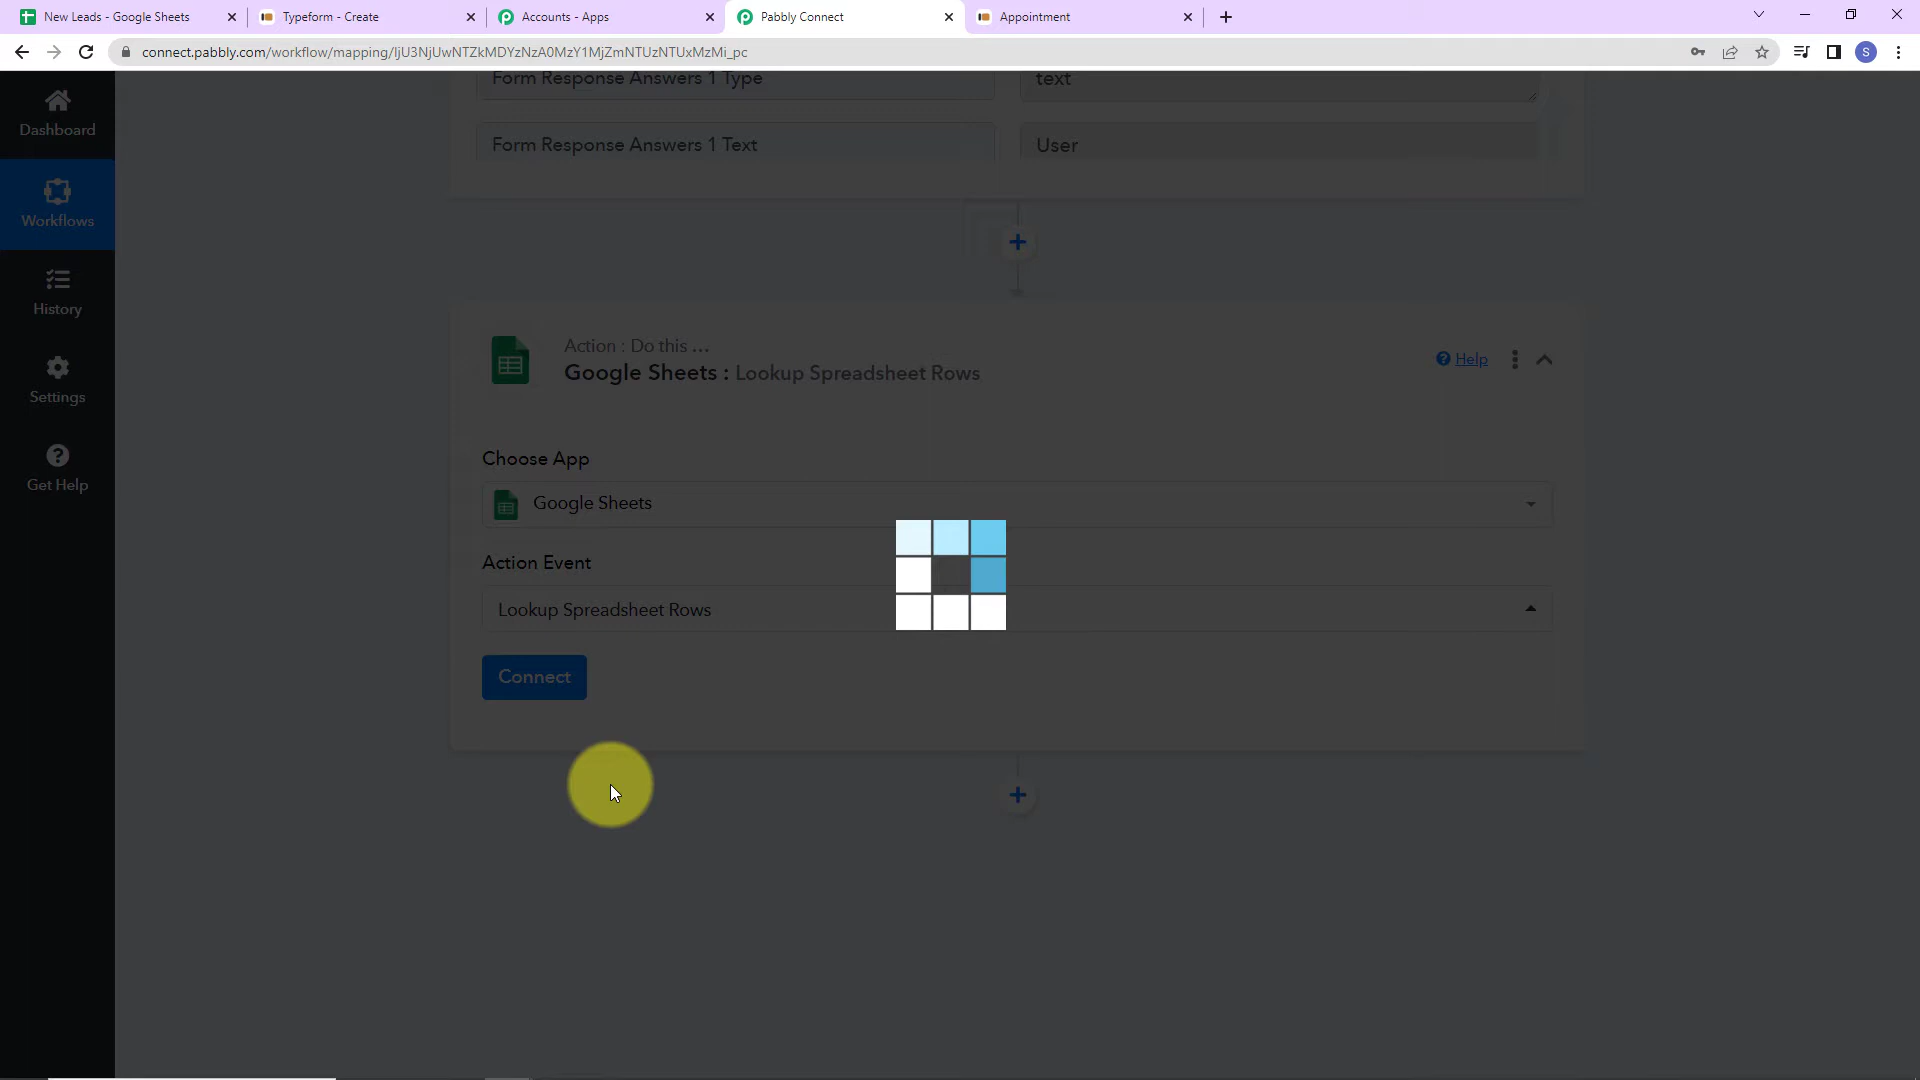 New Leads - Google Sheets
Typeform - Create
Accounts - Apps
Pabbly Connect
Appointment
connect.pabbly.com/workflow/mapping/IjU3NjUwNTZkMDYzNzA0MzY1MjZmNTUzNTUxMzMi_pc
S
Dashboard
Workflows
History
Settings
Get Help
Form Response Answers 1 Type
text
Form Response Answers 1 Text
User
Action : Do this ...
Google Sheets : Lookup Spreadsheet Rows
Help
Choose App
Google Sheets
Action Event
Lookup Spreadsheet Rows
Connect